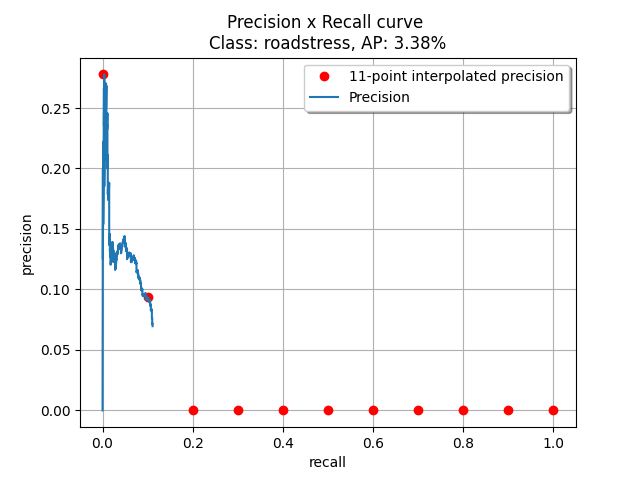 Precision x Recall curve
Class: roadstress, AP: 3.38%
11-point interpolated precision
Precision
precision
0.25
0.20
0.15
0.10
0.05
0.00
0.0 0.2 0.4 0.6 0.8 1.0
recall